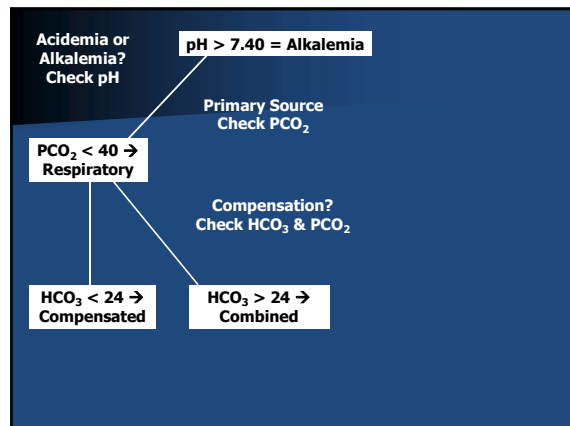 Acidemia or
Alkalemia?
Check pH
pH > 7.40 = Alkalemia
Primary Source
Check PCO₂
PCO₂ < 40 →
Respiratory
Compensation?
Check HCO₃ & PCO₂
HCO₃ < 24 →
Compensated
HCO₃ > 24 →
Combined